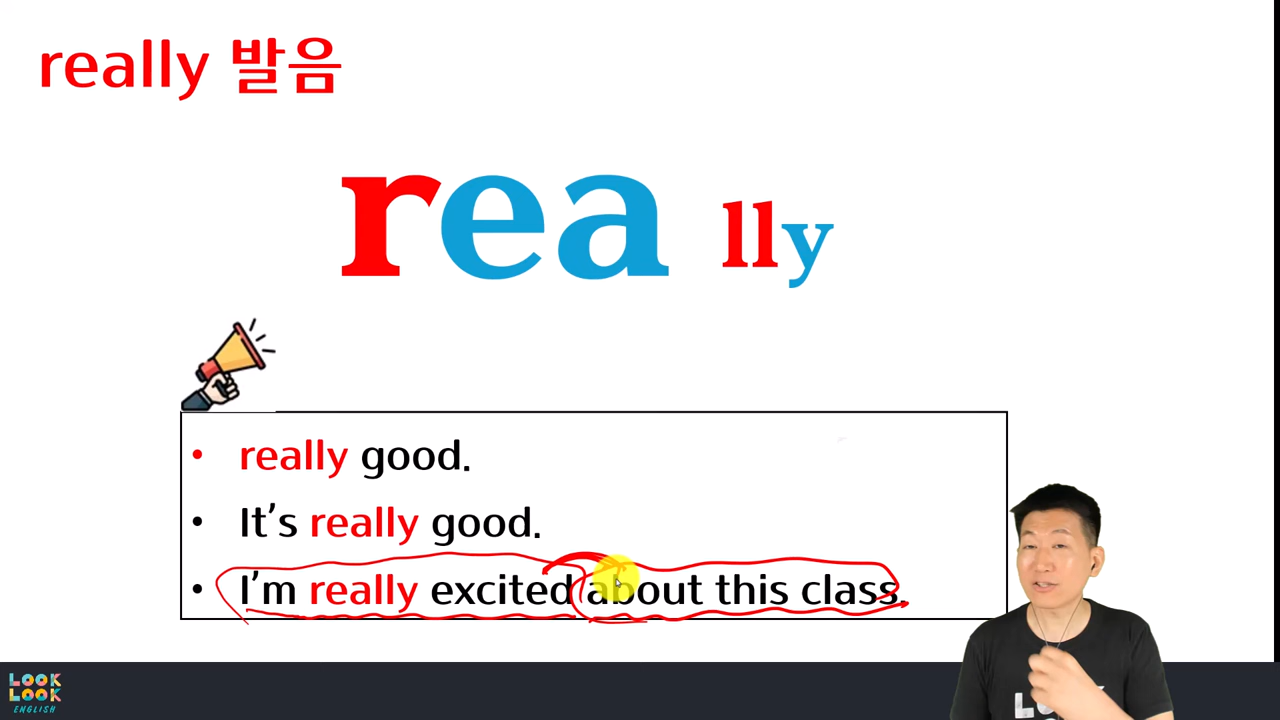 really 발음
rea lly
• really good.
• It's really good.
• I'm really excited about this class.
LOOK
LOOK
ENGLISH